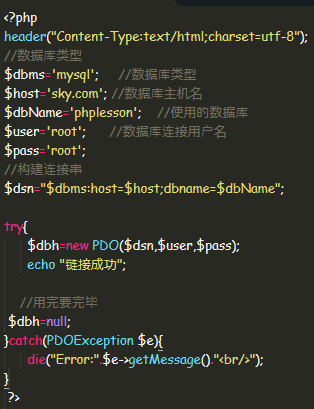 <?php
header("Content-Type:text/html;charset=utf-8");
//数据库类型
$dbms='mysql';   //数据库类型
$host='sky.com'; //数据库主机名
$dbName='phplesson';  //使用的数据库
$user='root';   //数据库连接用户名
$pass='root';
//构建连接串
$dsn="$dbms:host=$host;dbname=$dbName";
try{
    $dbh=new PDO($dsn,$user,$pass);
    echo "链接成功";
    //用完要完毕
$dbh=null;
}catch(PDOException $e){
    die("Error:".$e->getMessage()."<br/>");
}
?>